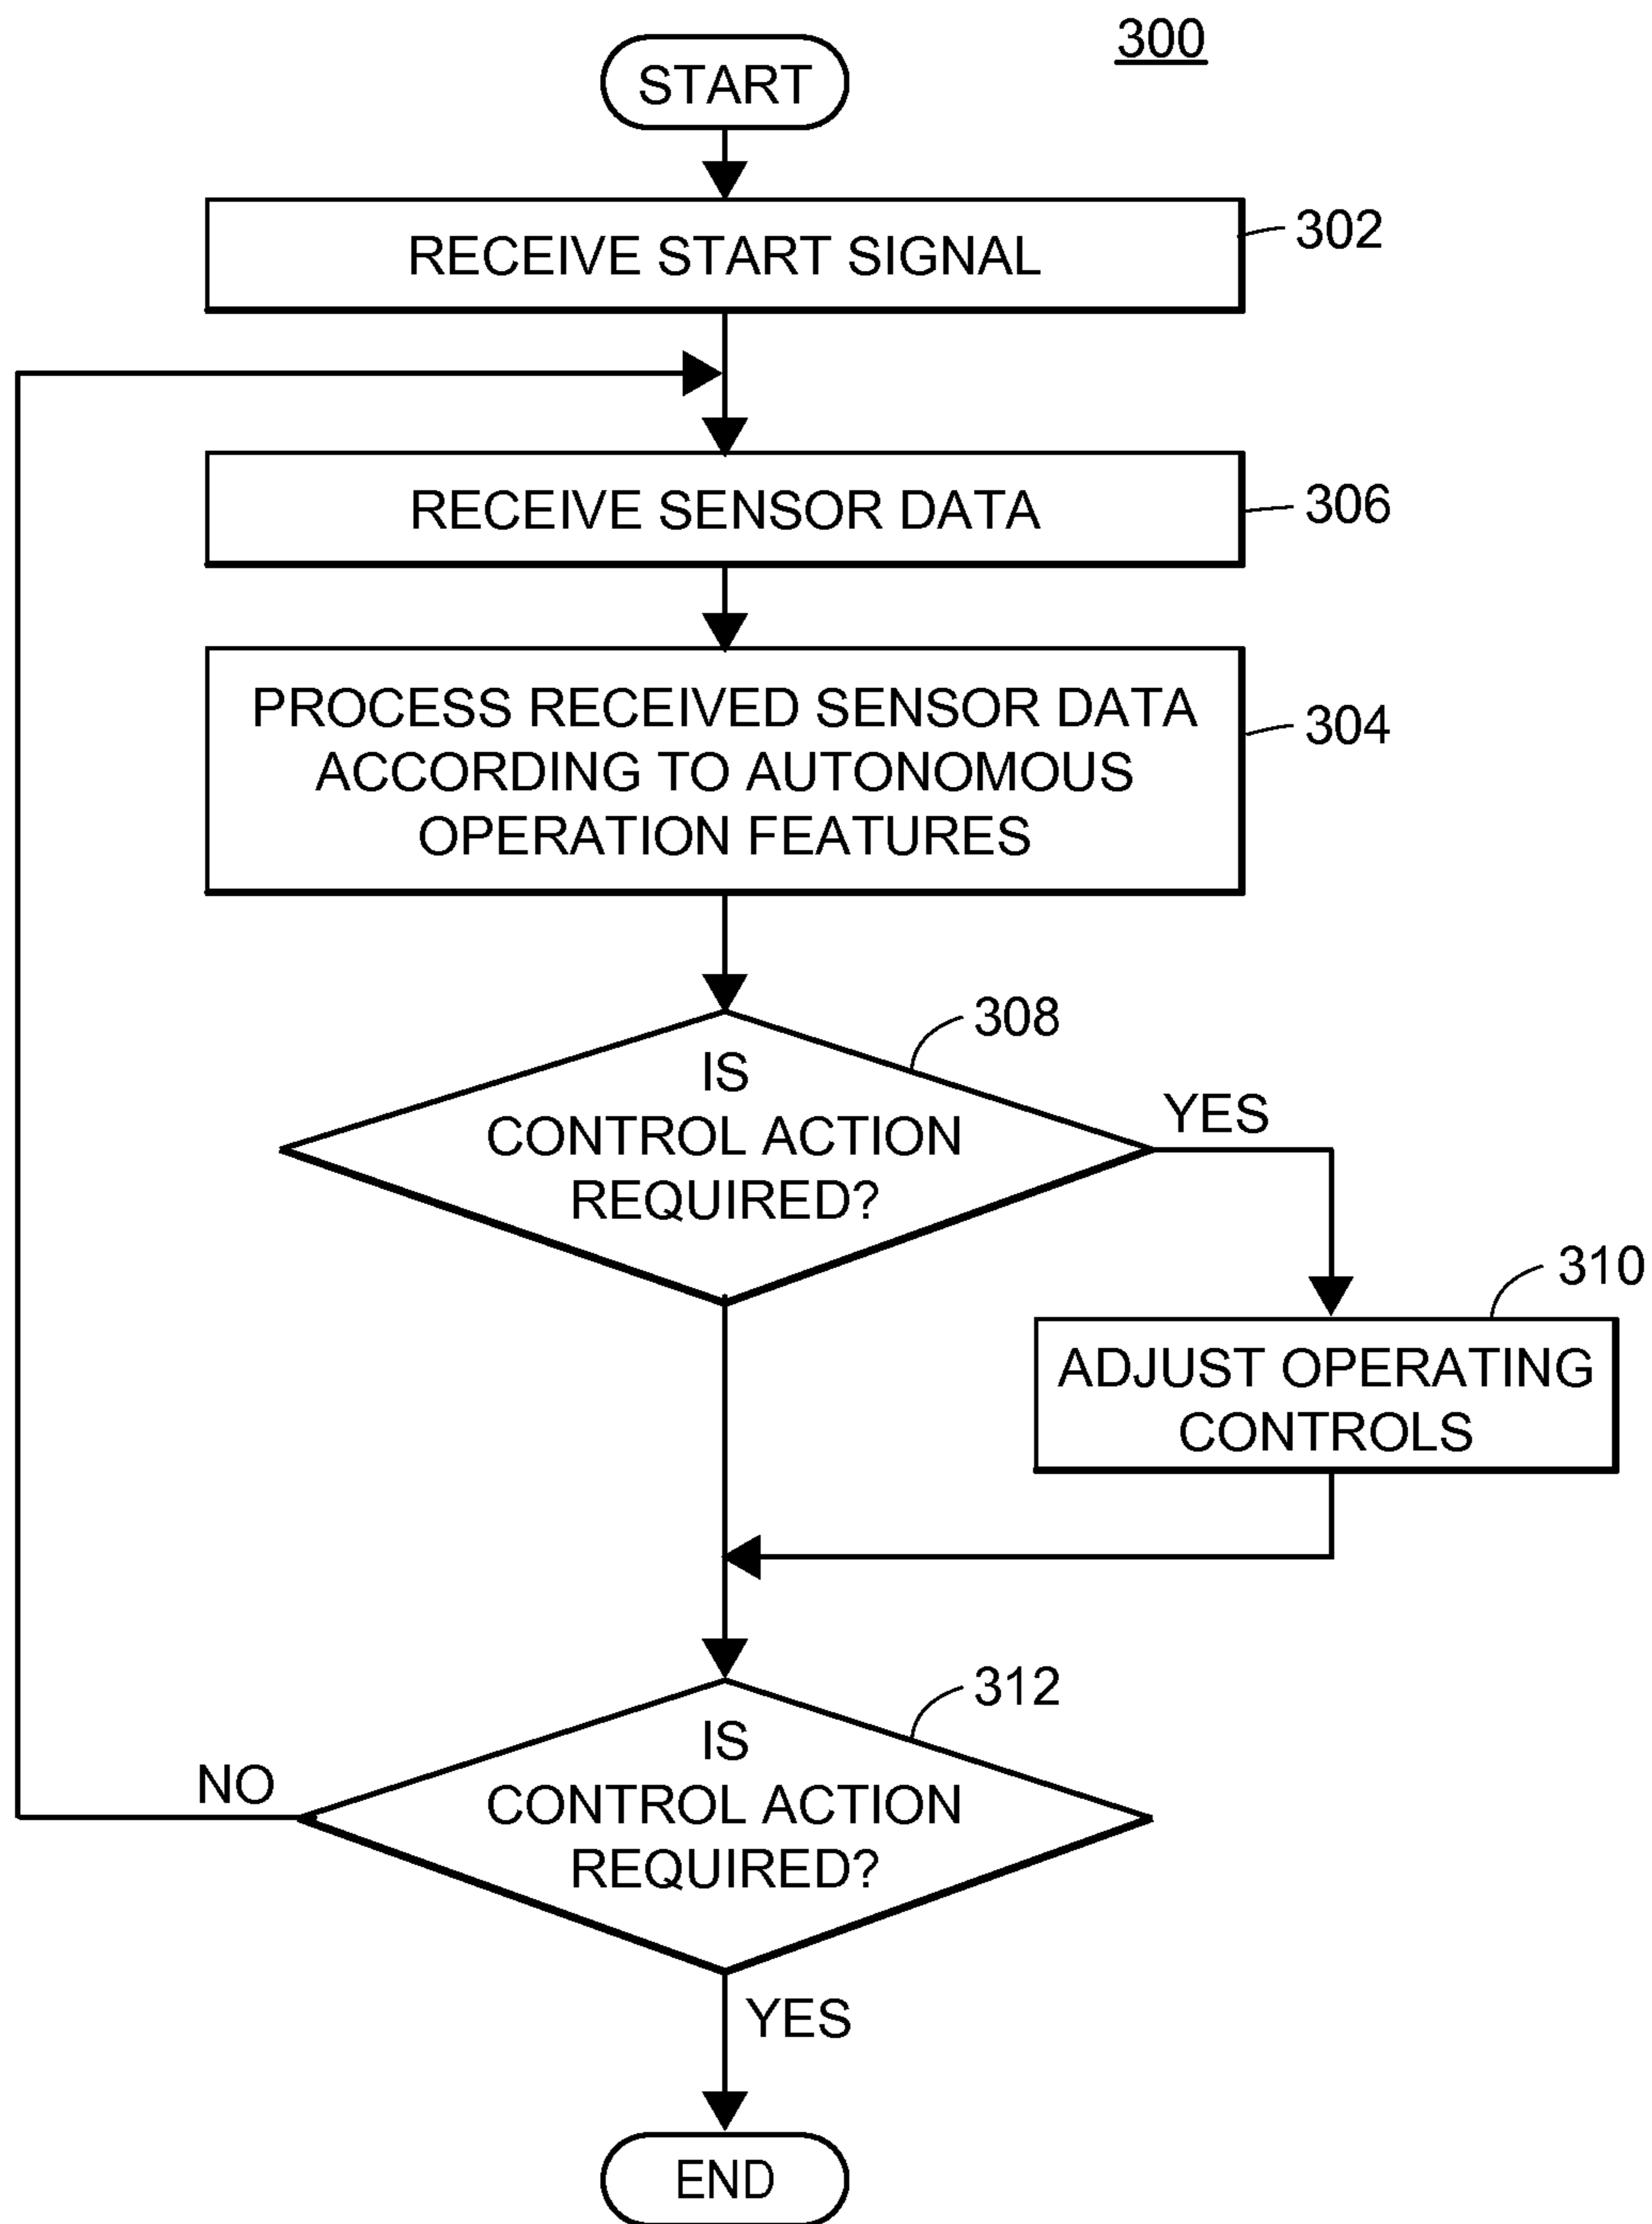 300
START
RECEIVE START SIGNAL
302
RECEIVE SENSOR DATA
306
PROCESS RECEIVED SENSOR DATA
ACCORDING TO AUTONOMOUS
OPERATION FEATURES
304
308
IS
CONTROL ACTION
REQUIRED?
YES
310
ADJUST OPERATING
CONTROLS
312
IS
CONTROL ACTION
REQUIRED?
NO
YES
END